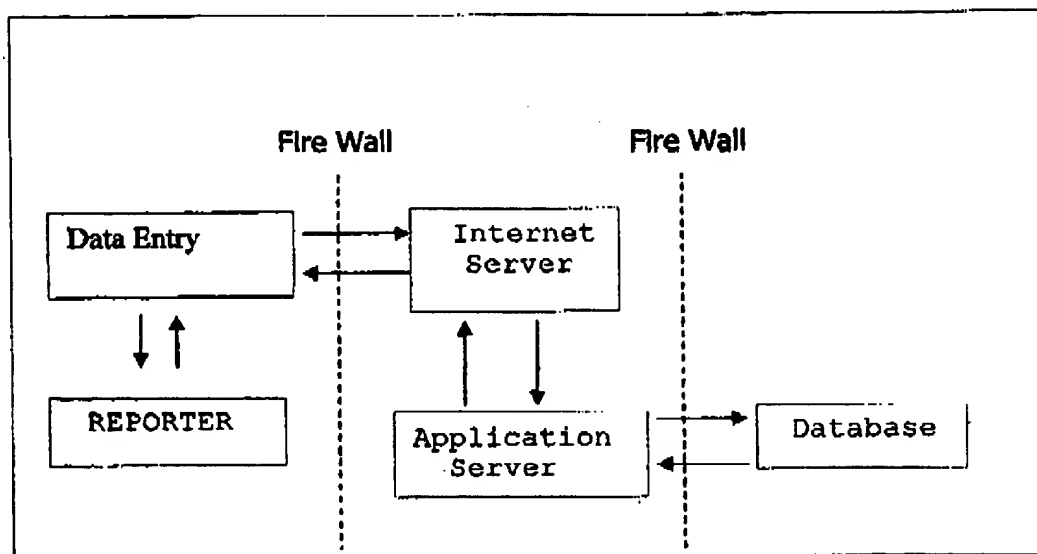 Fire Wall
Fire Wall
Data Entry
Internet
Server
REPORTER
Application
Server
Database